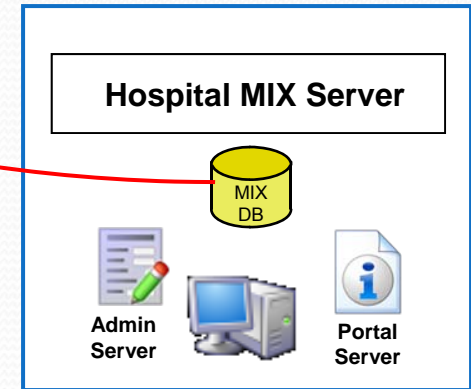 Hospital MIX Server
MIX
DB
Admin
Server
Portal
Server